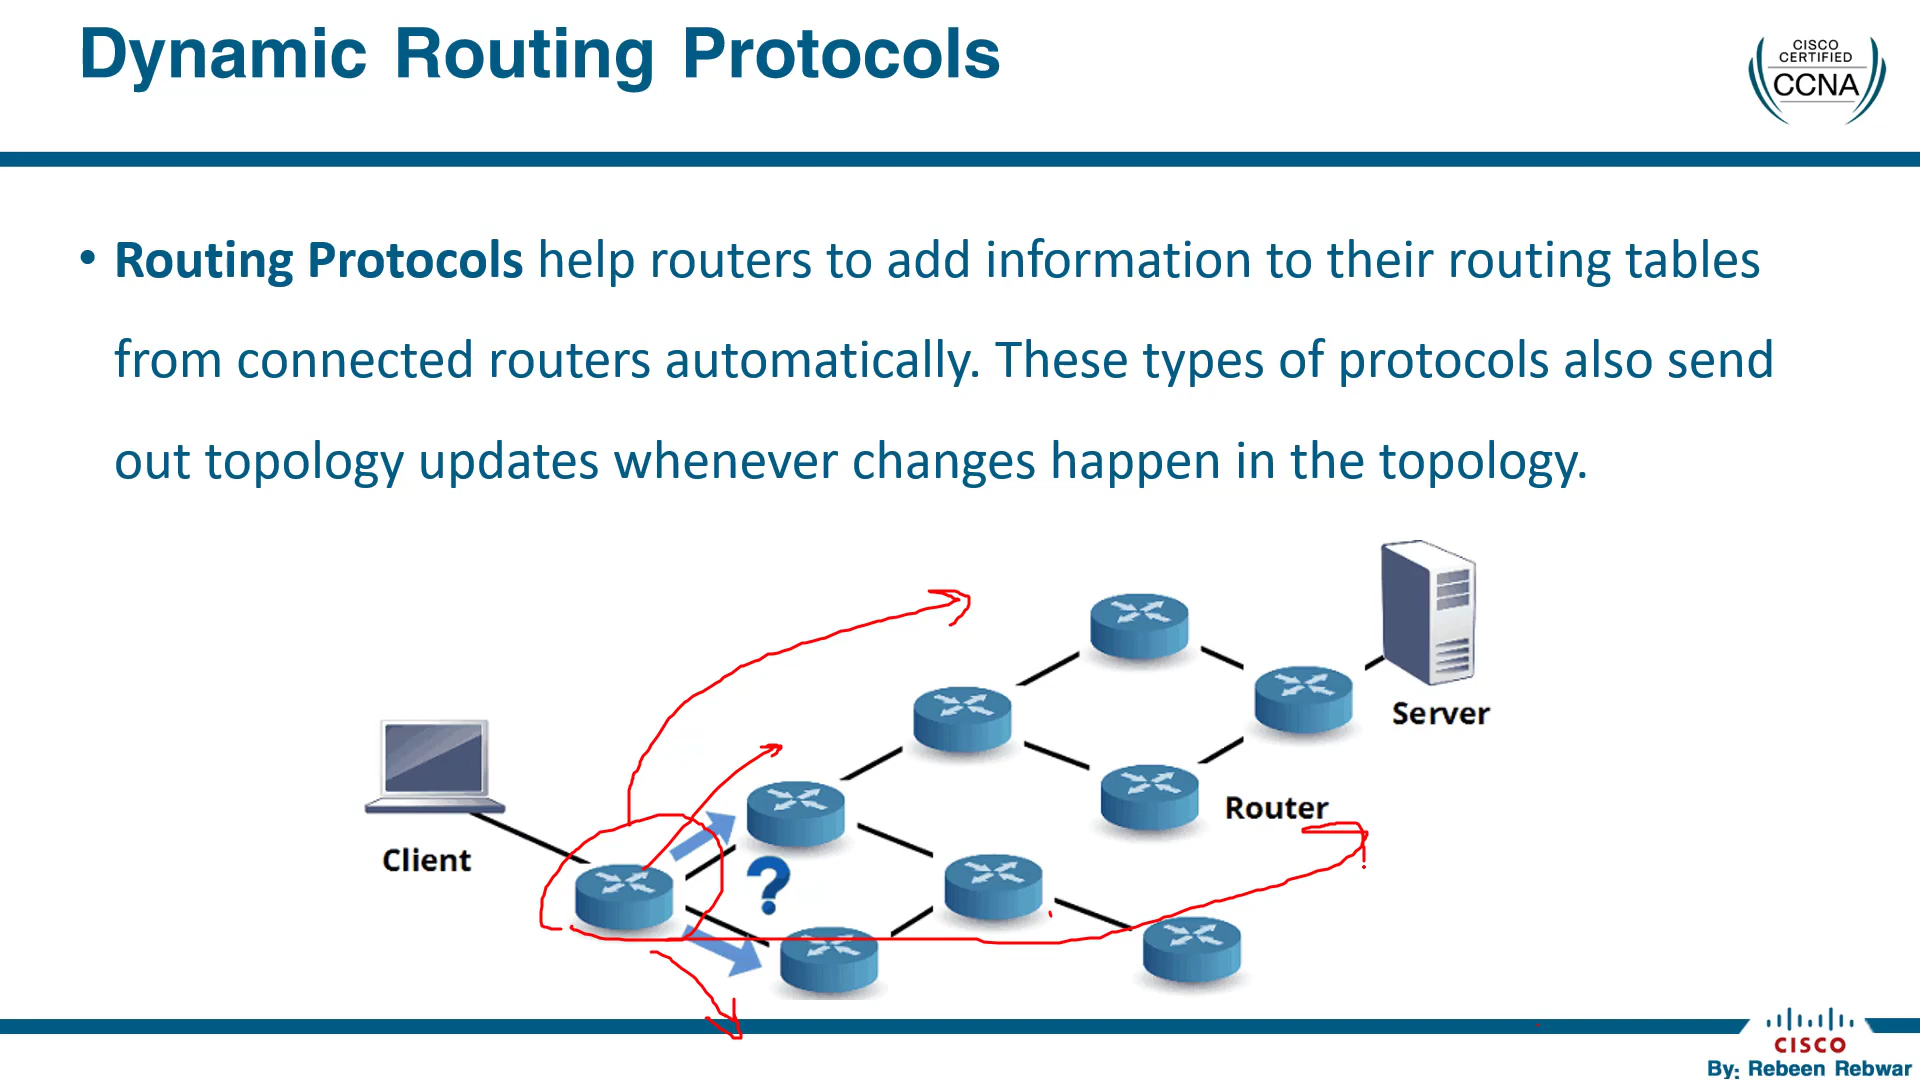 Dynamic Routing Protocols
CISCO
CERTIFIED
CCNA
• Routing Protocols help routers to add information to their routing tables
from connected routers automatically. These types of protocols also send
out topology updates whenever changes happen in the topology.
Server
Router
Client
?
CISCO
By: Rebeen Rebwar